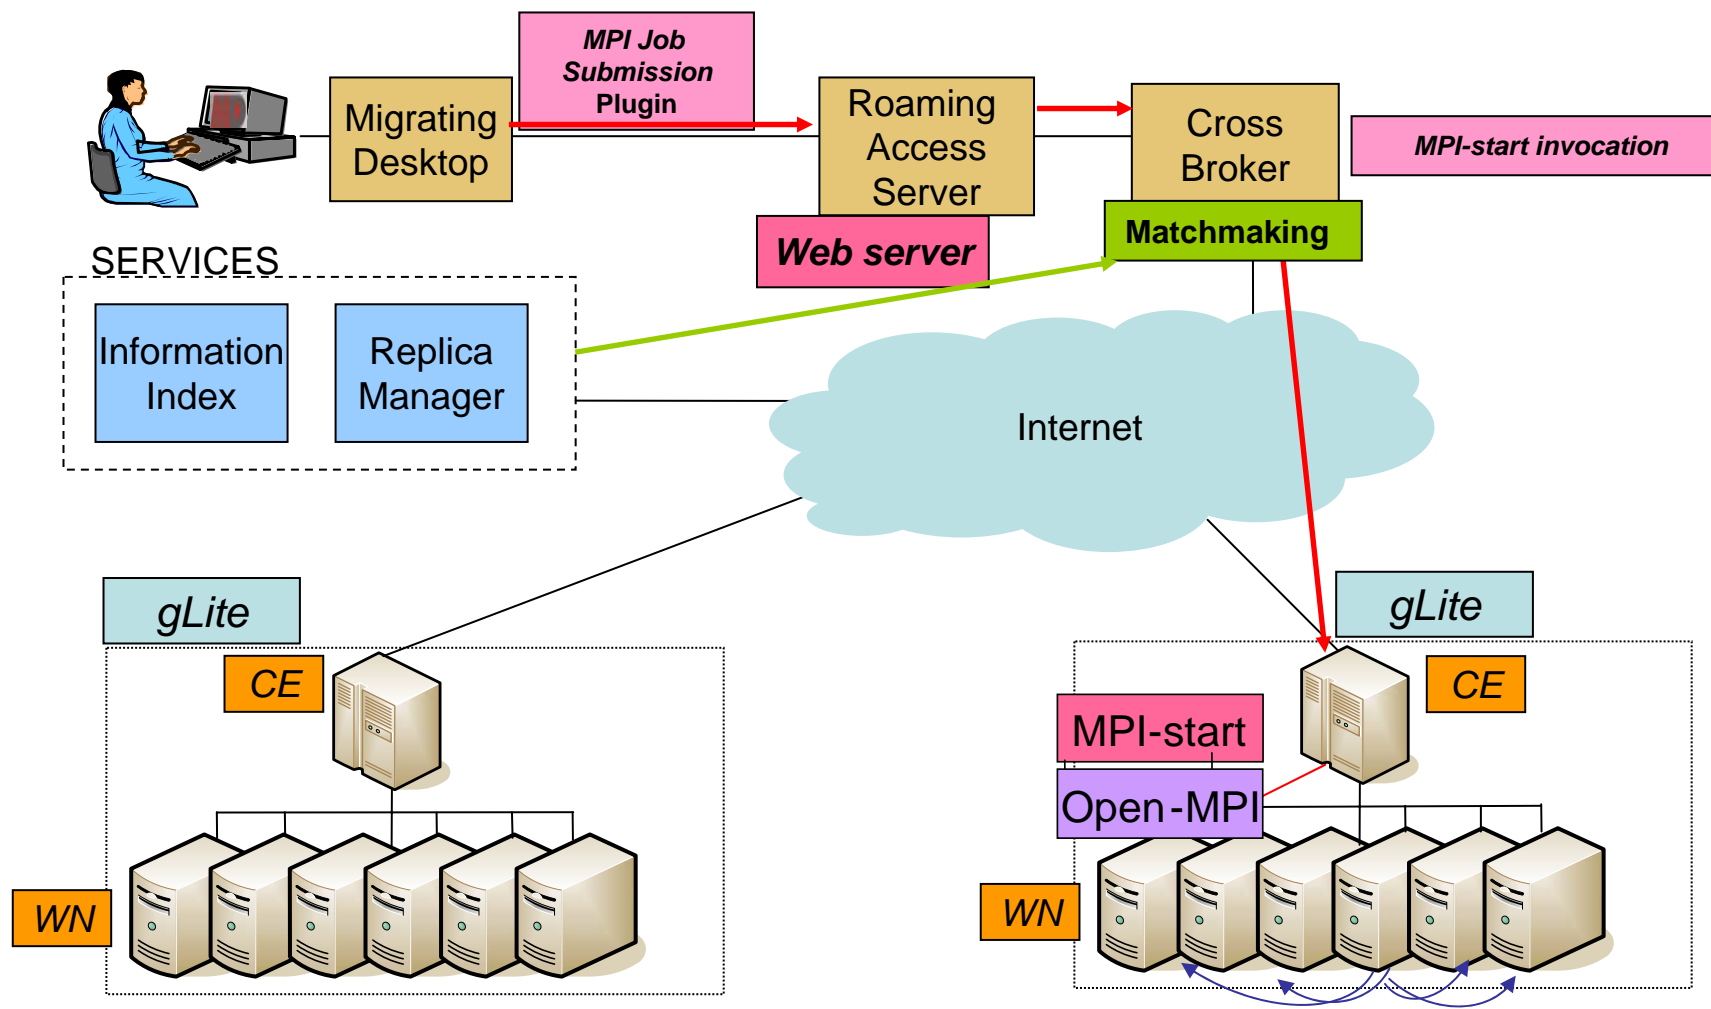 MPI Job
Submission
Plugin
Migrating
Desktop
Roaming
Access
Server
Cross
Broker
MPI-start invocation
Web server
Matchmaking
SERVICES
Information
Index
Replica
Manager
Internet
gLite
gLite
CE
CE
MPI-start
Open-MPI
WN
WN